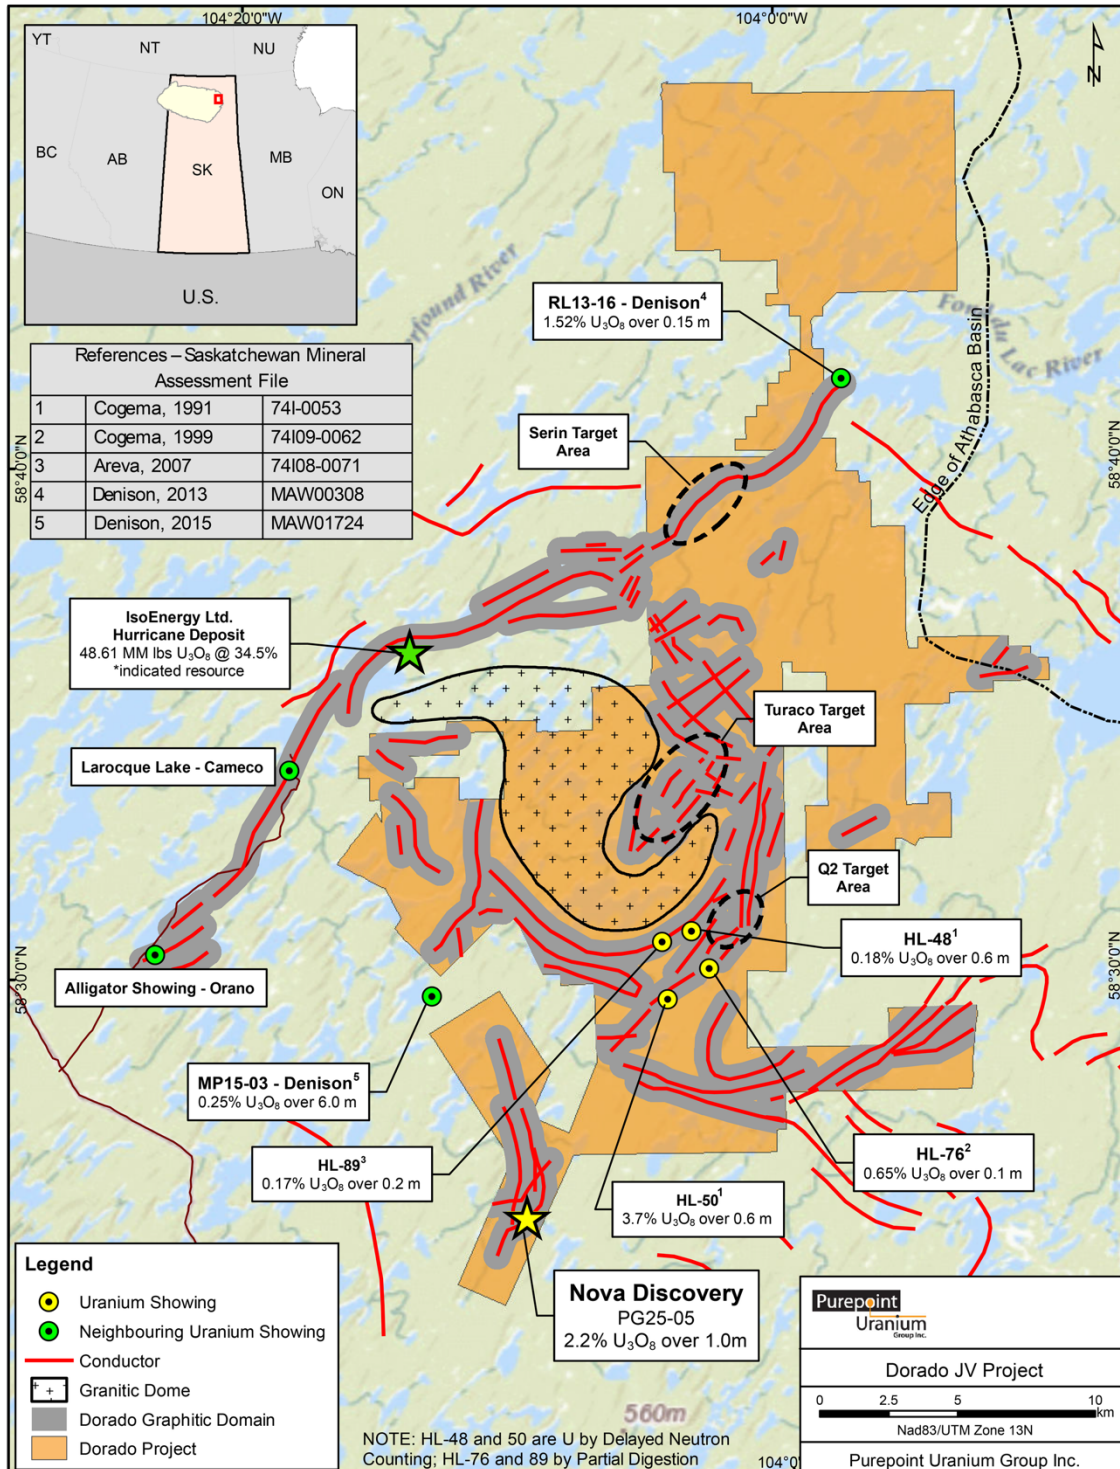 104°20'0"W
104°0'0"W
YT
NT
NU
BC
AB
SK
MB
ON
U.S.
N
RL13-16 - Denison⁴
1.52% U₃O₈ over 0.15 m
Fond du Lac River
Edge of Athabasca Basin
References – Saskatchewan Mineral
Assessment File
1 Cogema, 1991 74I-0053
2 Cogema, 1999 74I09-0062
3 Areva, 2007 74I08-0071
4 Denison, 2013 MAW00308
5 Denison, 2015 MAW01724
58°40'0"N
58°40'0"N
Serin Target
Area
IsoEnergy Ltd.
Hurricane Deposit
48.61 MM lbs U₃O₈ @ 34.5%
*indicated resource
Turaco Target
Area
Larocque Lake - Cameco
Q2 Target
Area
HL-48¹
0.18% U₃O₈ over 0.6 m
58°30'0"N
58°30'0"N
Alligator Showing - Orano
MP15-03 - Denison⁵
0.25% U₃O₈ over 6.0 m
HL-89³
0.17% U₃O₈ over 0.2 m
HL-76²
0.65% U₃O₈ over 0.1 m
HL-50¹
3.7% U₃O₈ over 0.6 m
Nova Discovery
PG25-05
2.2% U₃O₈ over 1.0m
Legend
Uranium Showing
Neighbouring Uranium Showing
Conductor
Granitic Dome
Dorado Graphitic Domain
Dorado Project
560m
NOTE: HL-48 and 50 are U by Delayed Neutron
Counting; HL-76 and 89 by Partial Digestion
104°0
Purepoint
Uranium
Group Inc.
Dorado JV Project
0 2.5 5 10
km
Nad83/UTM Zone 13N
Purepoint Uranium Group Inc.